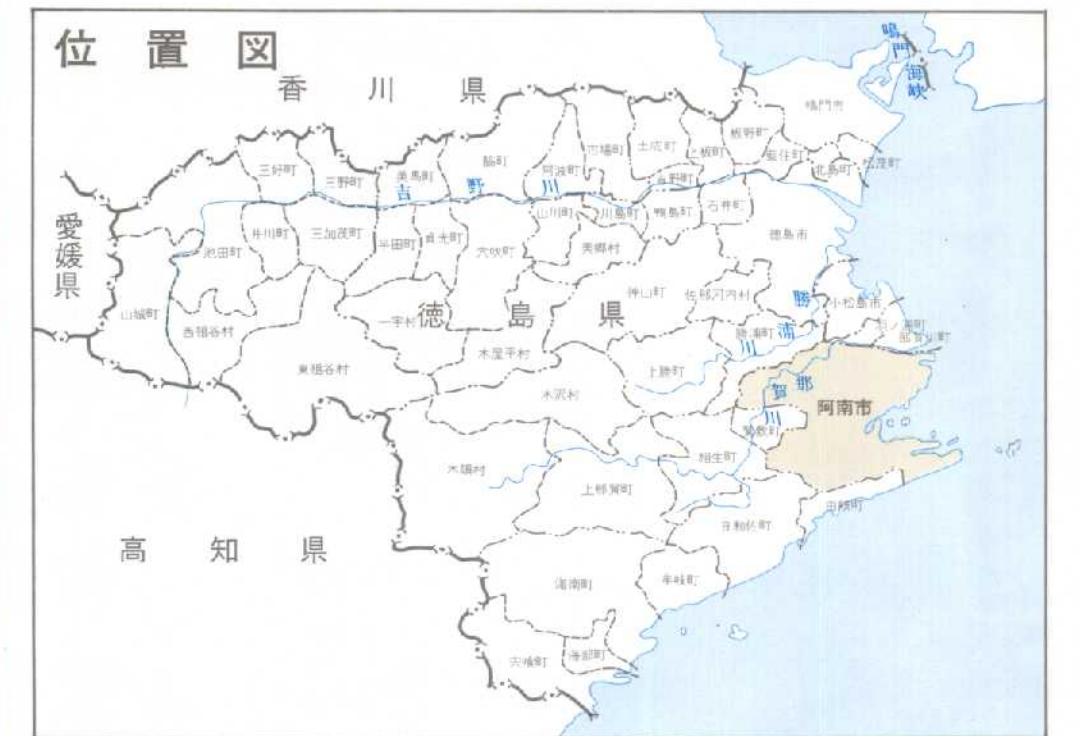 位置図
香川県
鳴門海峡
鳴門市
板野町
松茂町
北島町
藍住町
上板町
土成町
市場町
阿波町
脇町
美馬町
三野町
三好町
吉野町
吉野川
石井町
鴨島町
川島町
山川町
美郷村
穴吹町
貞光町
半田町
三加茂町
井川町
池田町
愛媛県
山城町
西祖谷村
東祖谷村
一宇村
徳島県
木屋平村
神山町
佐那河内村
徳島市
小松島市
羽ノ浦町
那賀川町
勝浦川
勝浦町
上勝町
木沢村
那賀川
阿南市
鷲敷町
相生町
木頭村
上那賀町
日和佐町
由岐町
高知県
海南町
牟岐町
海部町
宍喰町